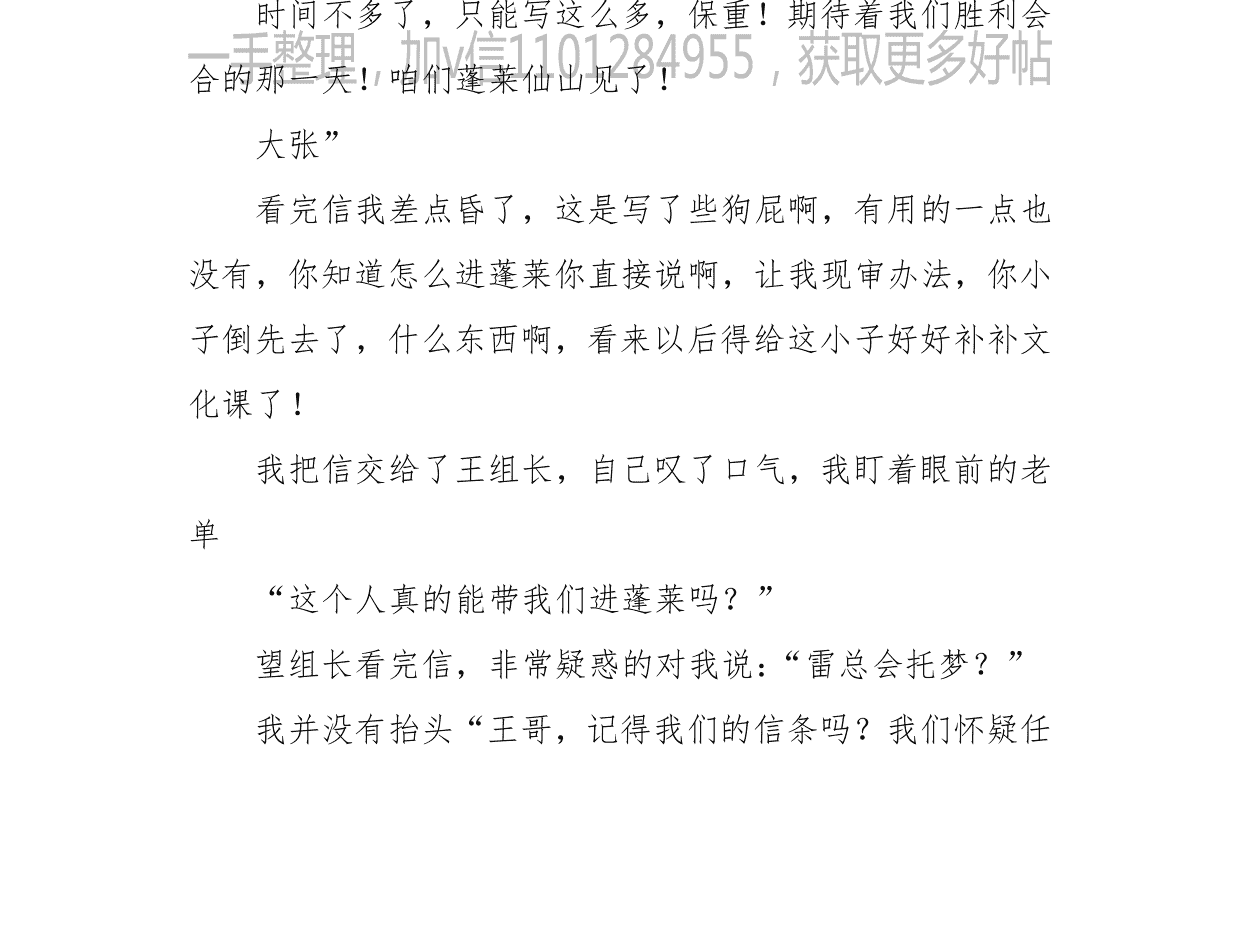 时间不多了，只能写这么多，保重！期待着我们胜利会
一手整理，加v信1101284955，获取更多好帖
合的那一天！咱们蓬莱仙山见了！
大张”
看完信我差点昏了，这是写了些狗屁啊，有用的一点也
没有，你知道怎么进蓬莱你直接说啊，让我现审办法，你小
子倒先去了，什么东西啊，看来以后得给这小子好好补补文
化课了！
我把信交给了王组长，自己叹了口气，我盯着眼前的老
单
“这个人真的能带我们进蓬莱吗？”
望组长看完信，非常疑惑的对我说：“雷总会托梦？”
我并没有抬头“王哥，记得我们的信条吗？我们怀疑任